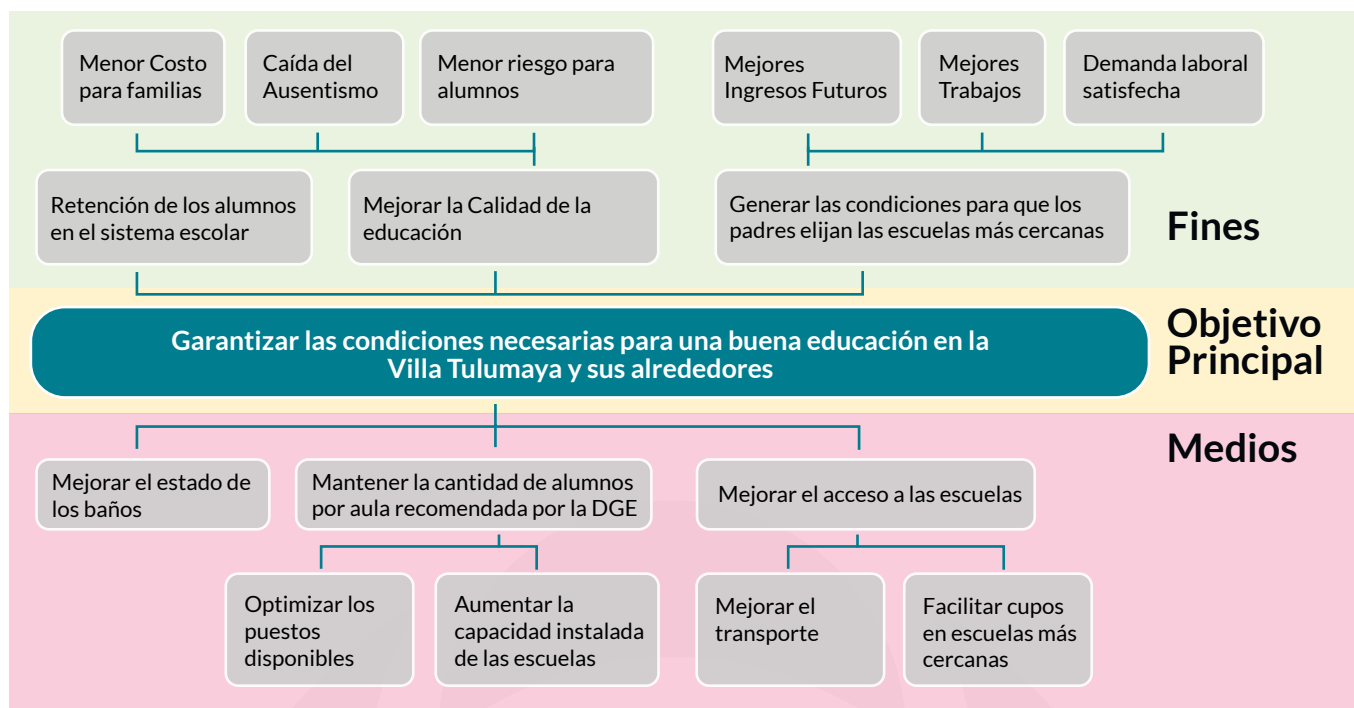 Menor Costo
para familias
Caída del
Ausentismo
Menor riesgo para
alumnos
Mejores
Ingresos Futuros
Mejores
Trabajos
Demanda laboral
satisfecha
Retención de los alumnos
en el sistema escolar
Mejorar la Calidad de la
educación
Generar las condiciones para que los
padres elijan las escuelas más cercanas
Fines
Garantizar las condiciones necesarias para una buena educación en la
Villa Tulumaya y sus alrededores
Objetivo
Principal
Medios
Mejorar el estado de
los baños
Mantener la cantidad de alumnos
por aula recomendada por la DGE
Mejorar el acceso a las escuelas
Optimizar los
puestos
disponibles
Aumentar la
capacidad instalada
de las escuelas
Mejorar el
transporte
Facilitar cupos
en escuelas más
cercanas